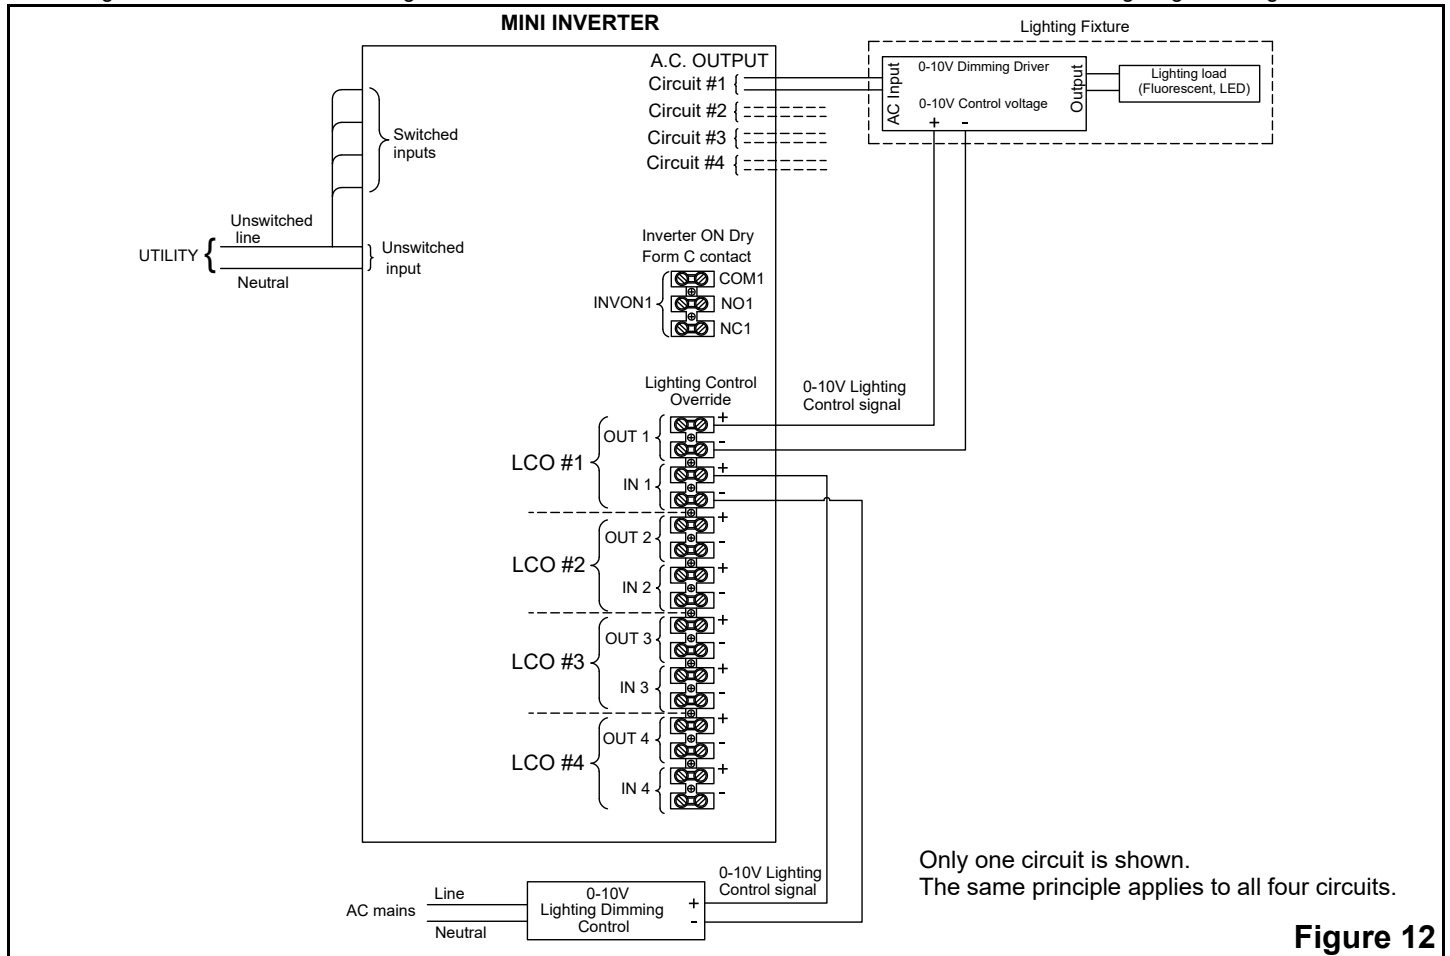 MINI INVERTER
Lighting Fixture
A.C. OUTPUT
Circuit #1 {
Circuit #2 {
Circuit #3 {
Circuit #4 {
AC Input
0-10V Dimming Driver
0-10V Control voltage
+ -
Output
Lighting load
(Fluorescent, LED)
Switched
inputs
Unswitched
line
UTILITY {
Neutral
Unswitched
input
Inverter ON Dry
Form C contact
INVON1
COM1
NO1
NC1
Lighting Control
Override
0-10V Lighting
Control signal
LCO #1
OUT 1
+
-
IN 1
+
-
LCO #2
OUT 2
+
-
IN 2
+
-
LCO #3
OUT 3
+
-
IN 3
+
-
LCO #4
OUT 4
+
-
IN 4
+
-
AC mains
Line
Neutral
0-10V
Lighting Dimming
Control
+
-
0-10V Lighting
Control signal
Only one circuit is shown.
The same principle applies to all four circuits.
Figure 12